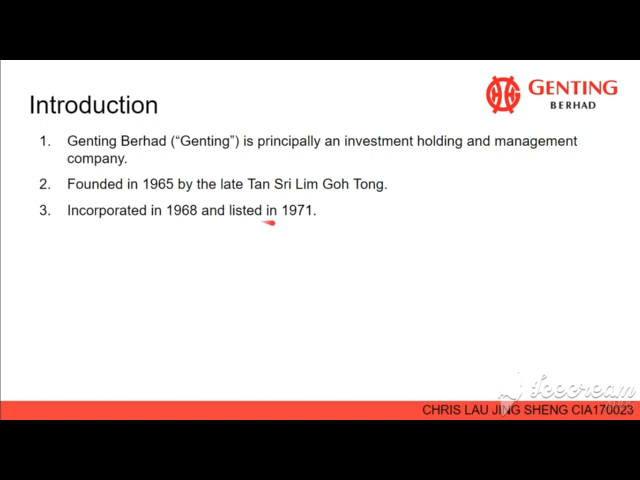 GENTING
BERHAD
Introduction
1. Genting Berhad (“Genting”) is principally an investment holding and management
company.
2. Founded in 1965 by the late Tan Sri Lim Goh Tong.
3. Incorporated in 1968 and listed in 1971.
Icecream
CHRIS LAU JING SHENG CIA170023